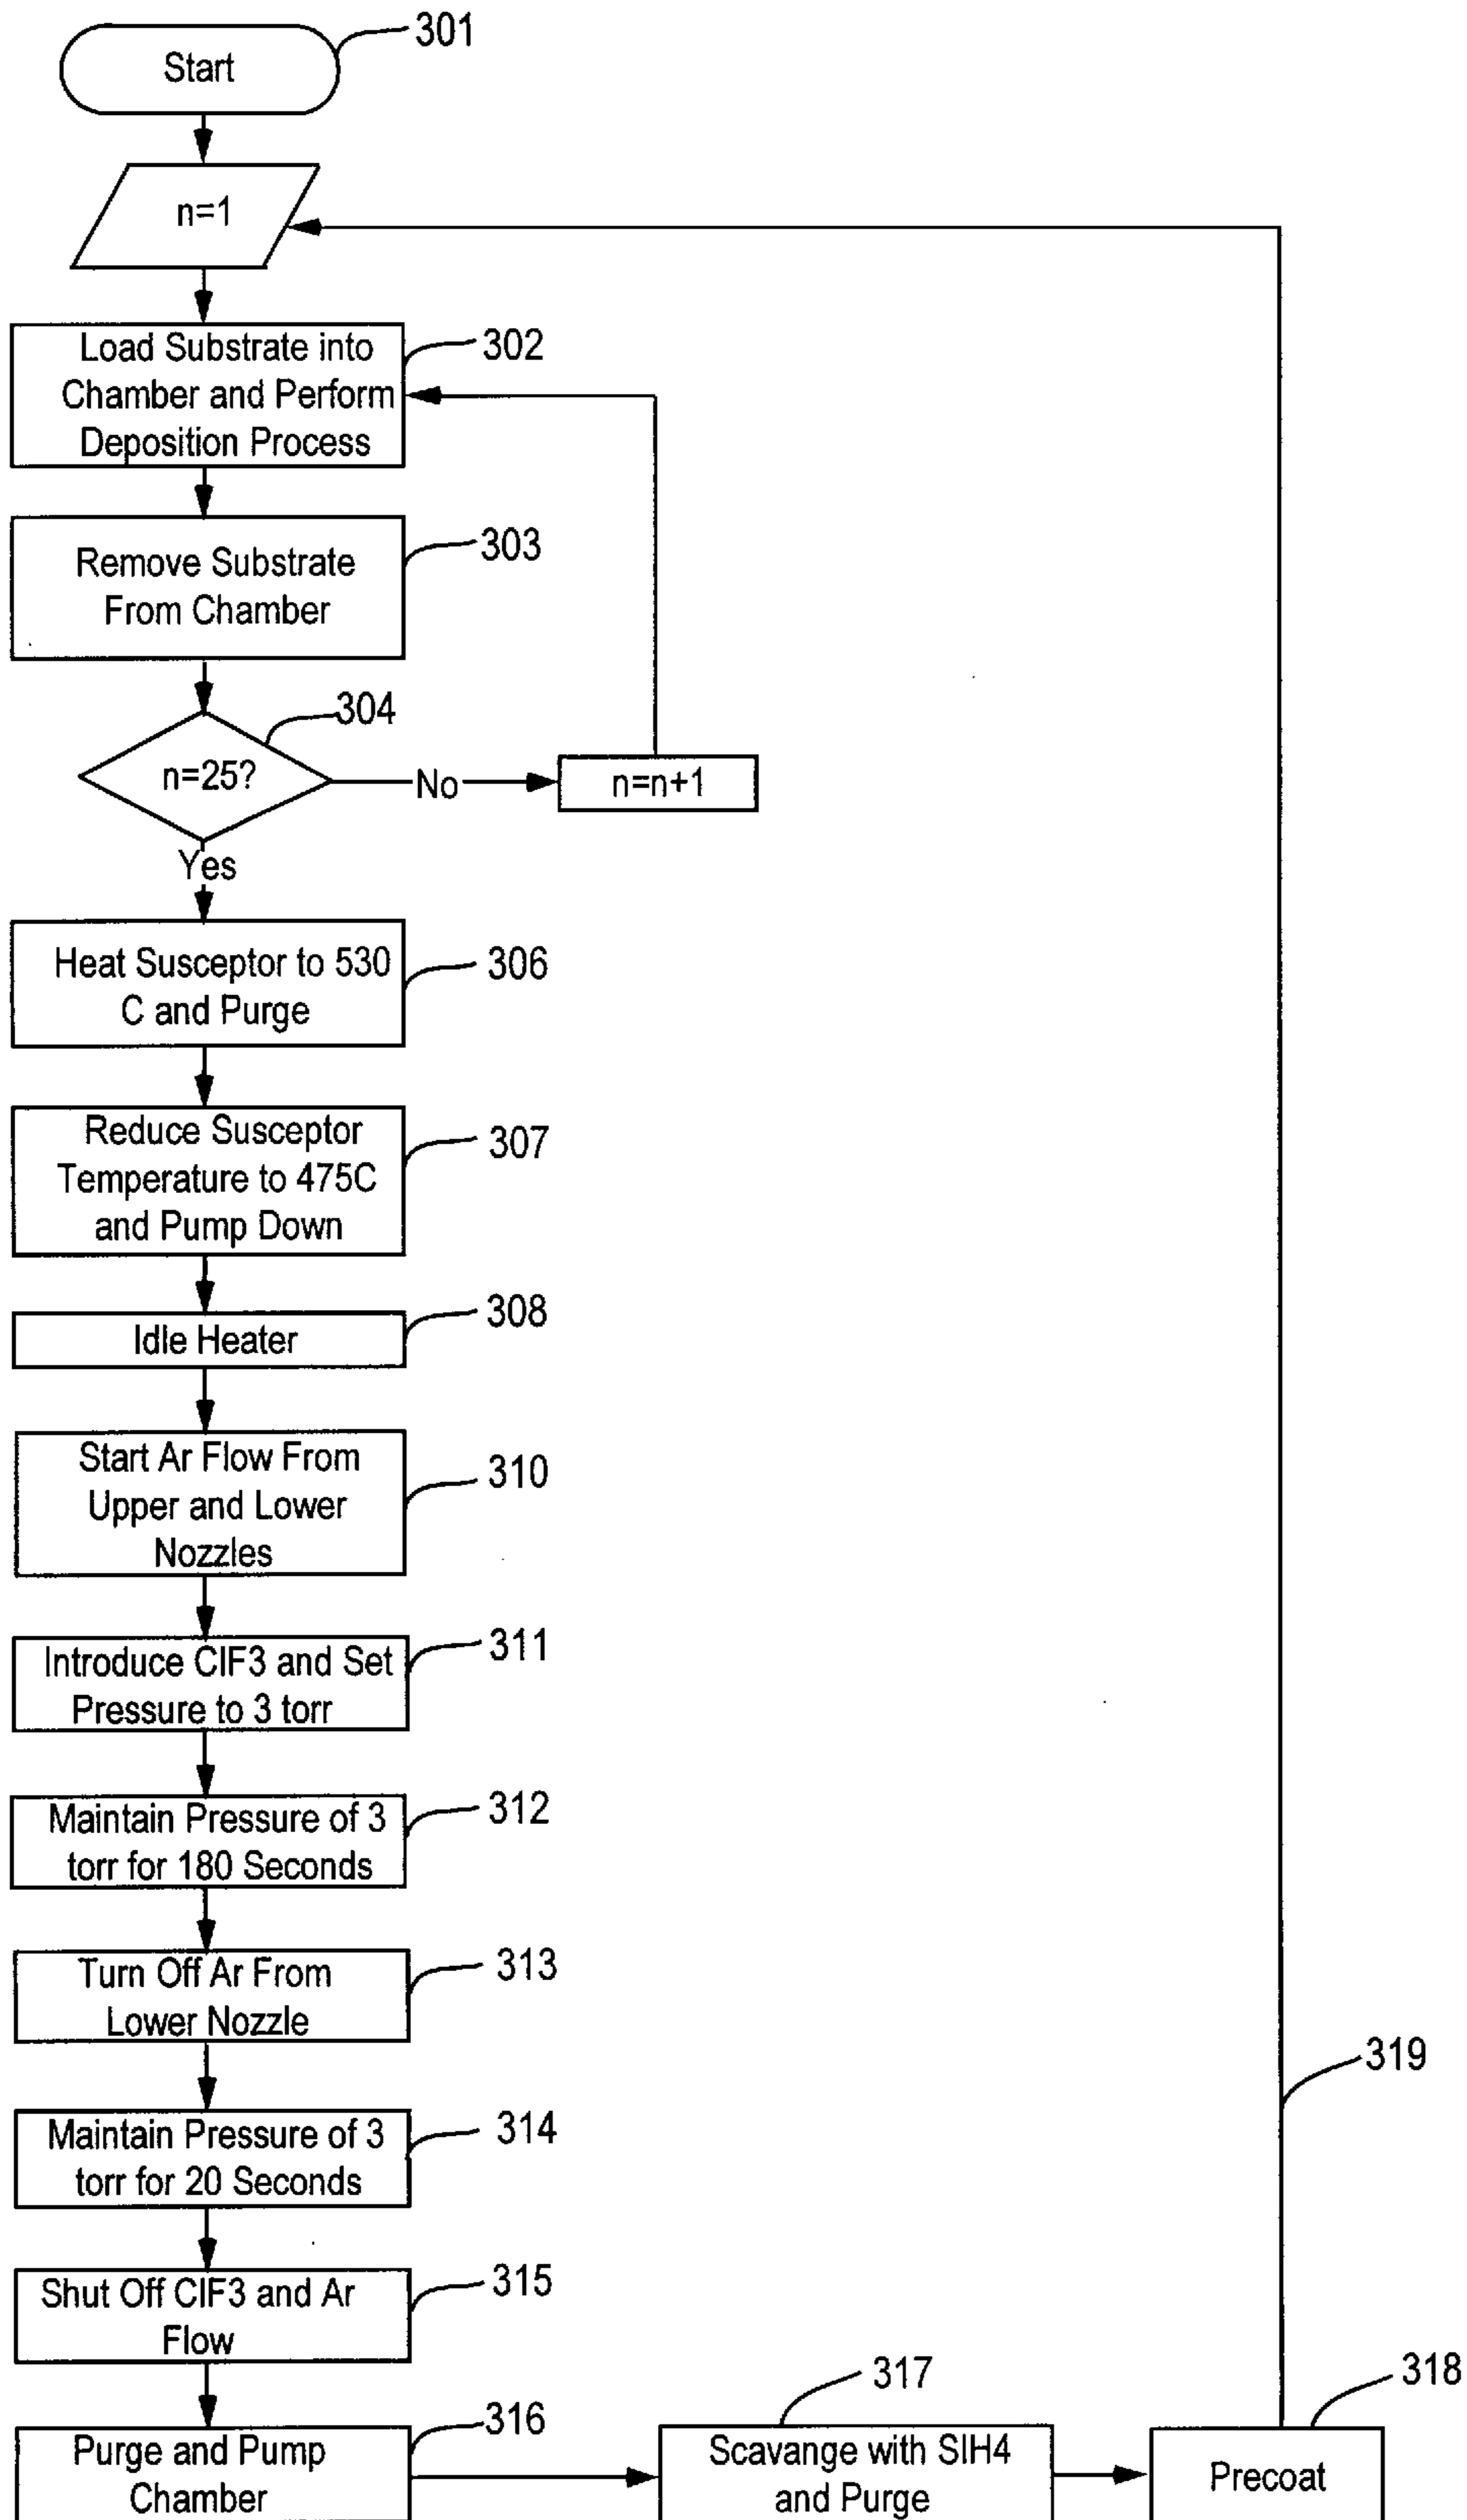 Start
301
n=1
Load Substrate into
Chamber and Perform
Deposition Process
302
Remove Substrate
From Chamber
303
304
n=25?
No
n=n+1
Yes
Heat Susceptor to 530
C and Purge
306
Reduce Susceptor
Temperature to 475C
and Pump Down
307
Idle Heater
308
Start Ar Flow From
Upper and Lower
Nozzles
310
Introduce ClF3 and Set
Pressure to 3 torr
311
Maintain Pressure of 3
torr for 180 Seconds
312
Turn Off Ar From
Lower Nozzle
313
319
Maintain Pressure of 3
torr for 20 Seconds
314
Shut Off ClF3 and Ar
Flow
315
Purge and Pump
Chamber
316
Scavange with SIH4
and Purge
317
Precoat
318